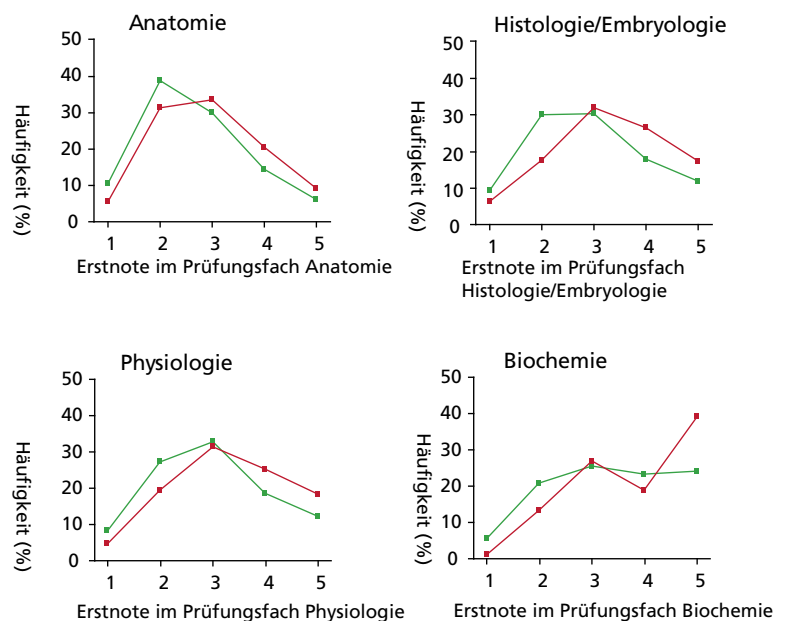 Anatomie
50
40
30
20
10
0
Häufigkeit (%)
1 2 3 4 5
Erstnote im Prüfungsfach Anatomie
Histologie/Embryologie
50
40
30
20
10
0
Häufigkeit (%)
1 2 3 4 5
Erstnote im Prüfungsfach
Histologie/Embryologie
Physiologie
50
40
30
20
10
0
Häufigkeit (%)
1 2 3 4 5
Erstnote im Prüfungsfach Physiologie
Biochemie
50
40
30
20
10
0
Häufigkeit (%)
1 2 3 4 5
Erstnote im Prüfungsfach Biochemie